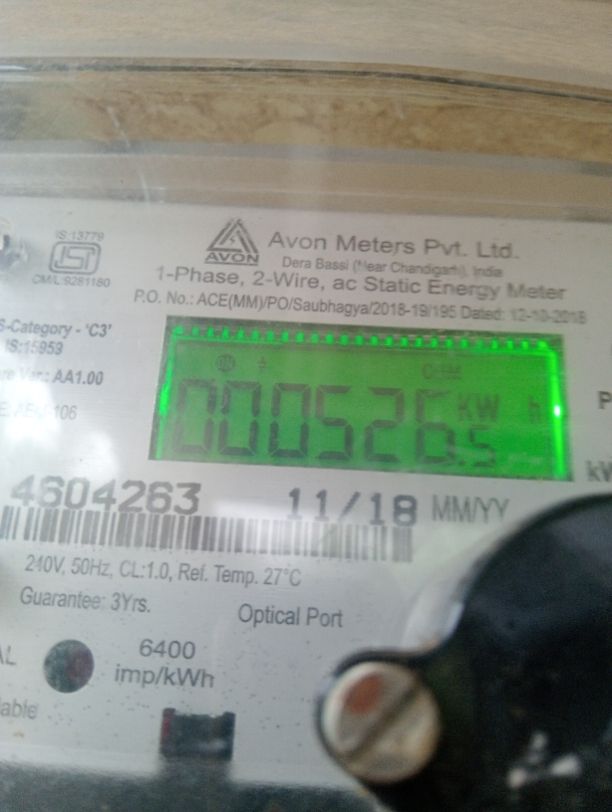 IS:13779
CM/L:9281180
AVON
Avon Meters Pvt. Ltd.
Dera Bassi (Near Chandigarh), India
1-Phase, 2-Wire, ac Static Energy Meter
P.O. No.: ACE(MM)/PO/Saubhagya/2018-19/195 Dated: 12-10-2018
-Category - 'C3'
IS:15959
Ver.: AA1.00
000526.5 KW h
4604263 11/18 MM/YY
240V, 50Hz, CL:1.0, Ref. Temp. 27°C
Guarantee: 3Yrs.
Optical Port
6400
imp/kWh